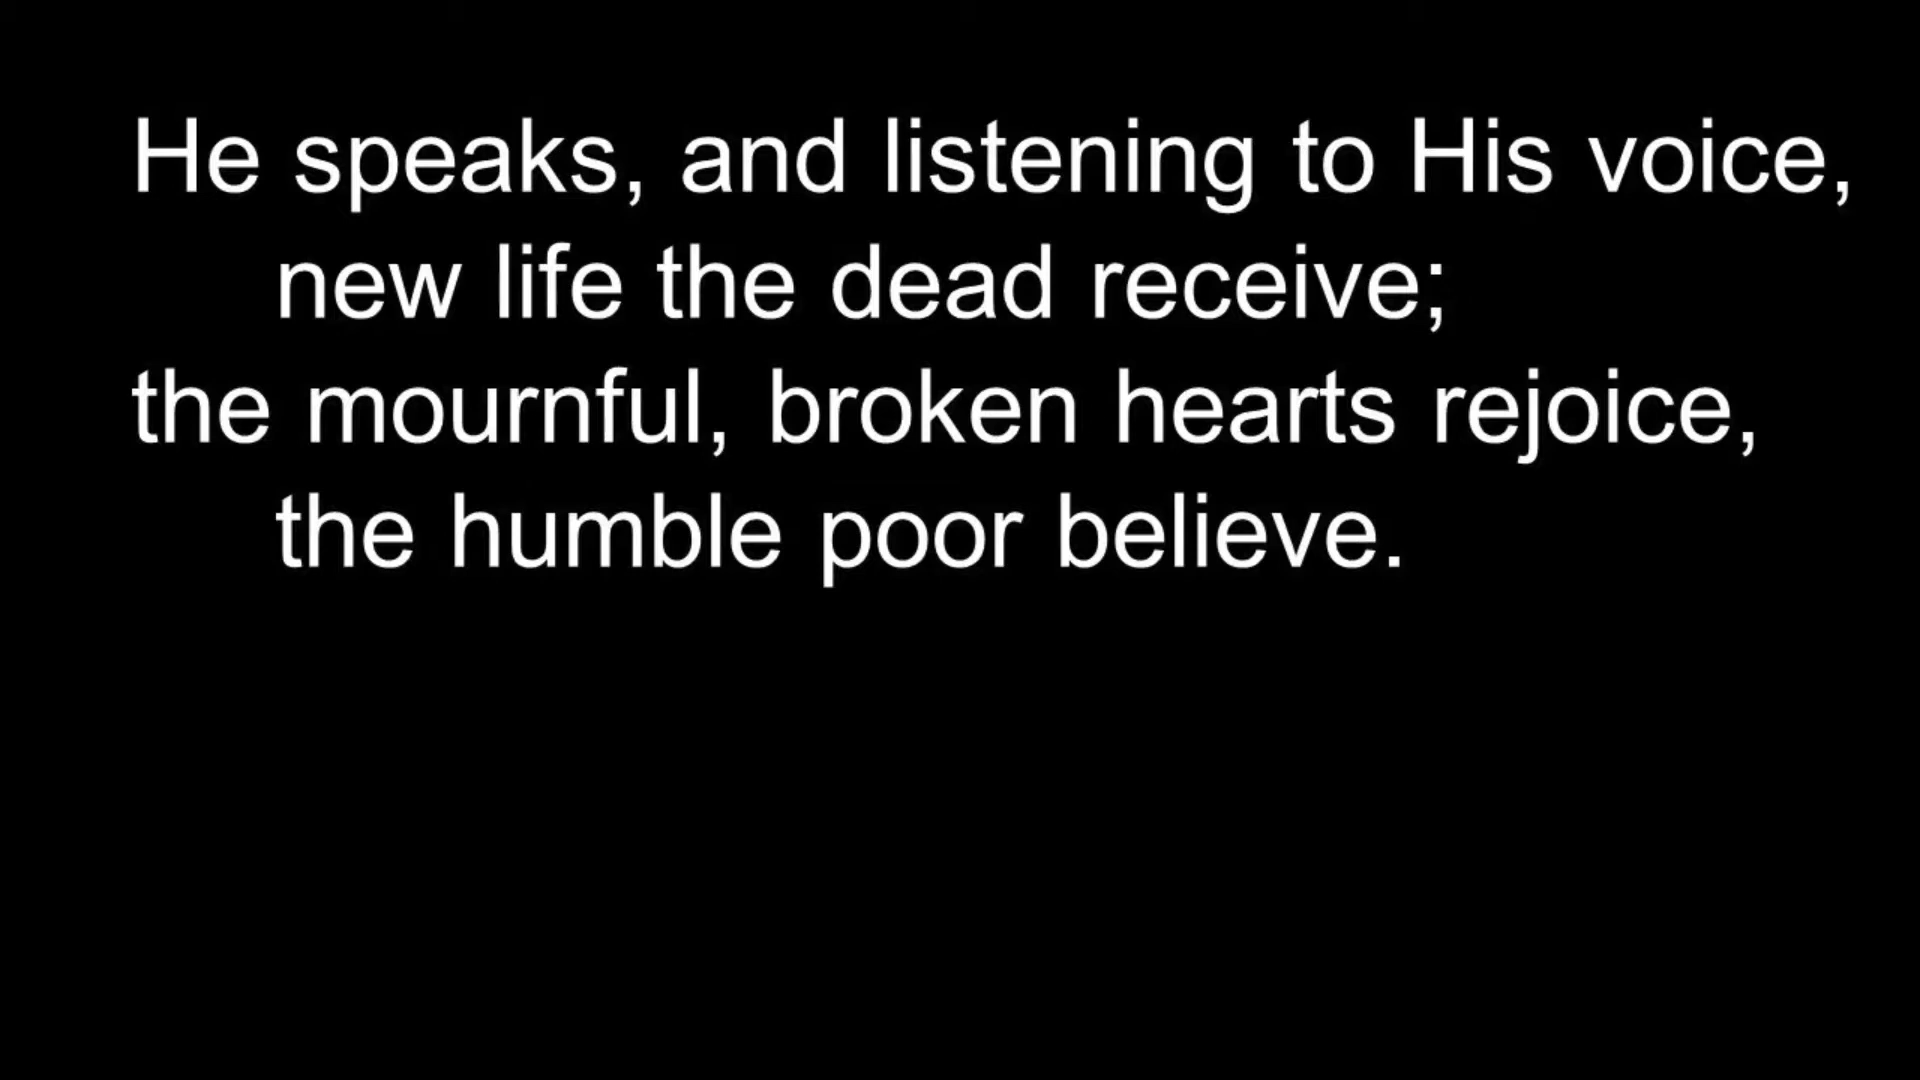 He speaks, and listening to His voice,
new life the dead receive;
the mournful, broken hearts rejoice,
the humble poor believe.